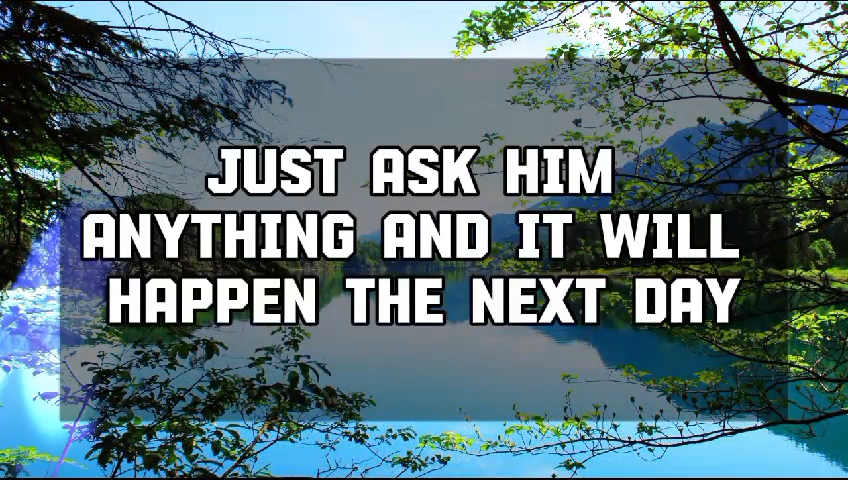 JUST ASK HIM
ANYTHING AND IT WILL
HAPPEN THE NEXT DAY